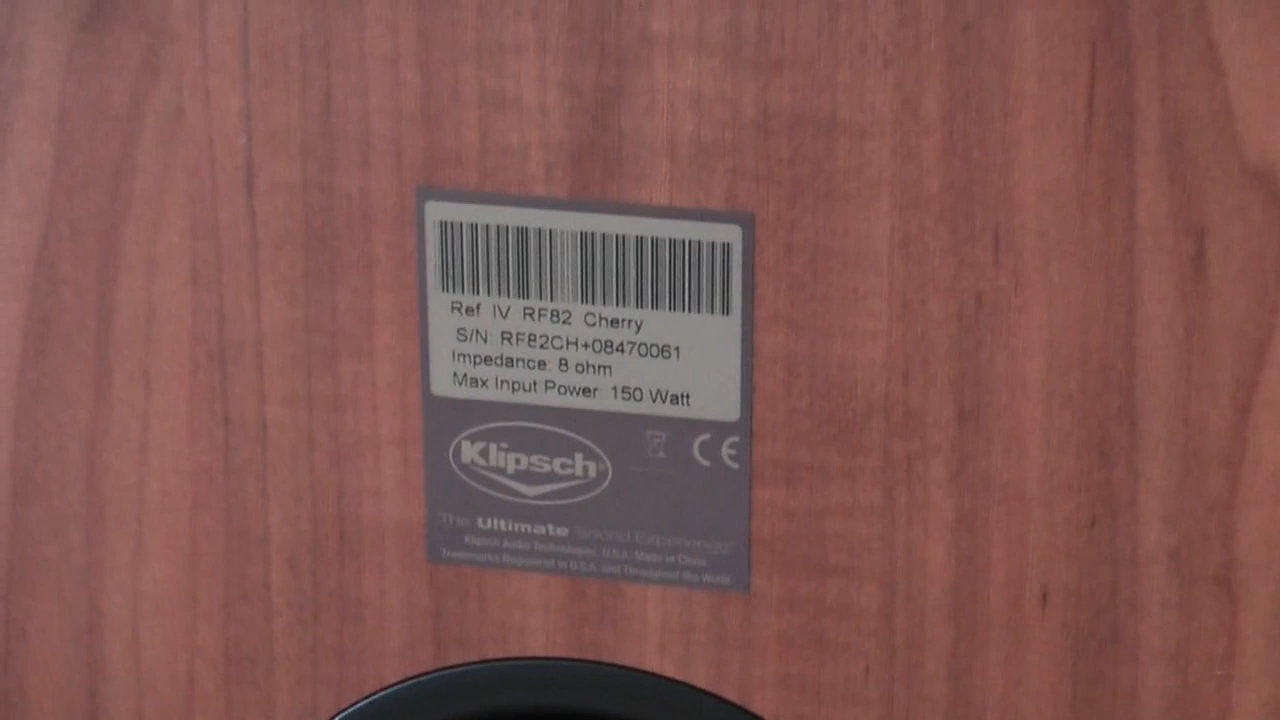 Ref IV RF82 Cherry
S/N: RF82CH+08470061
Impedance: 8 ohm
Max Input Power: 150 Watt
Klipsch
CE
The Ultimate Sound Experience
Klipsch Audio Technologies, U.S.A. Made in China
Trademarks Registered in U.S.A. and Throughout the World